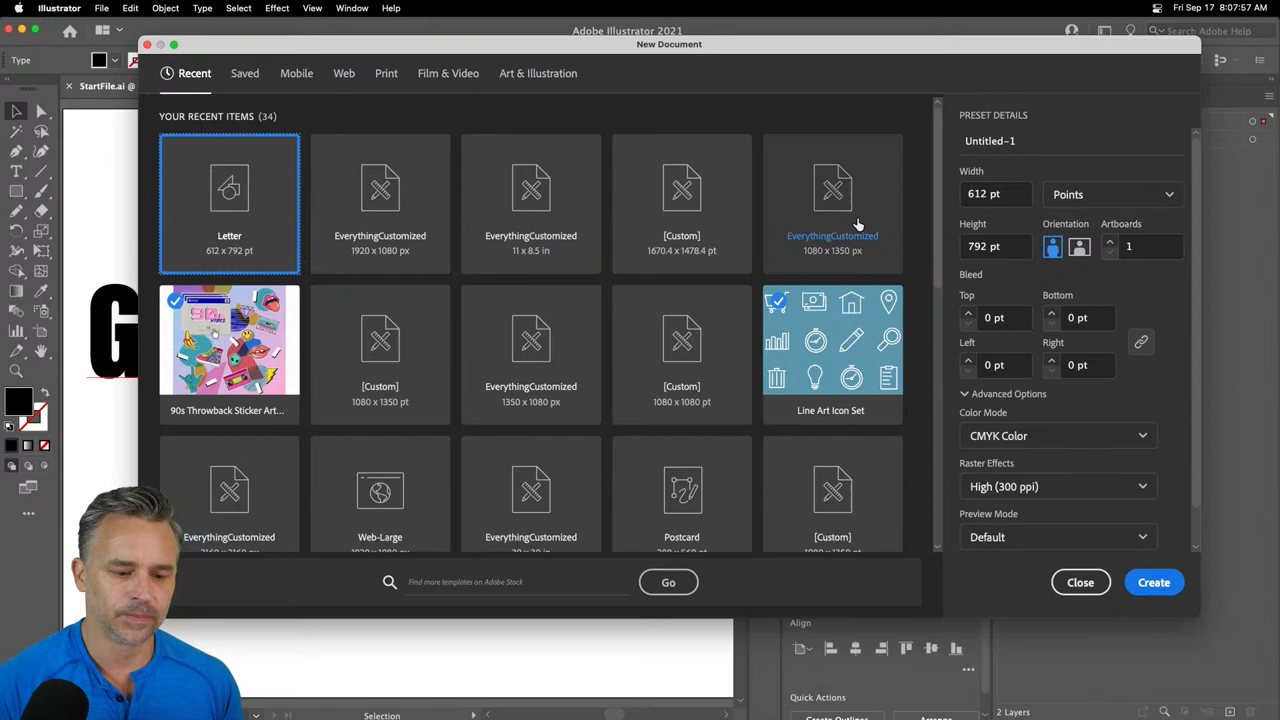 Illustrator File Edit Object Type Select Effect View Window Help Fri Sep 17 8:07:57 AM
Adobe Illustrator 2021
Search Adobe Help
New Document
Type
StartFile.ai @
Recent Saved Mobile Web Print Film & Video Art & Illustration
YOUR RECENT ITEMS (34)
Letter
612 x 792 pt
EverythingCustomized
1920 x 1080 px
EverythingCustomized
11 x 8.5 in
[Custom]
1670.4 x 1478.4 pt
EverythingCustomized
1080 x 1350 px
90s Throwback Sticker Art...
[Custom]
1080 x 1350 pt
EverythingCustomized
1350 x 1080 px
[Custom]
1080 x 1080 pt
Line Art Icon Set
EverythingCustomized
Web-Large
EverythingCustomized
Postcard
[Custom]
Find more templates on Adobe Stock
Go
PRESET DETAILS
Untitled-1
Width
612 pt Points
Height Orientation Artboards
792 pt 1
Bleed
Top Bottom
0 pt 0 pt
Left Right
0 pt 0 pt
Advanced Options
Color Mode
CMYK Color
Raster Effects
High (300 ppi)
Preview Mode
Default
Close Create
G
Align
Quick Actions
Create Outlines Arrange
Selection
2 Layers